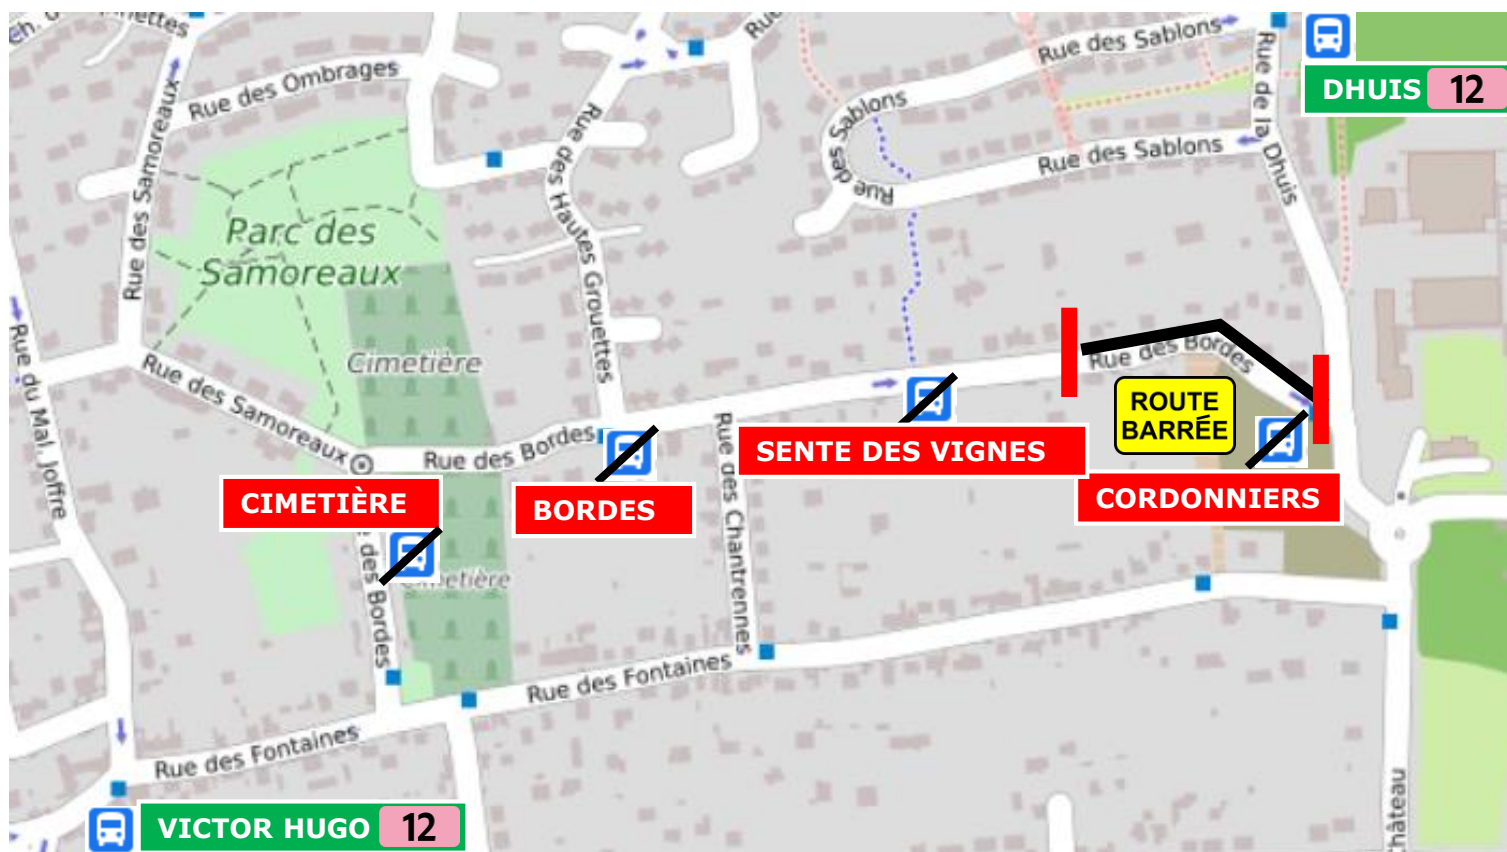 Rue des Sablons
DHUIS 12
Rue des Ombrages
Rue des Samoreaux
Rue des Hautes Grouettes
Rue des Sablons
Rue des Sablons
Rue des Sablons
Rue de la Dhuis
Parc des
Samoreaux
Cimetière
Rue du Mal. Joffre
Rue des Samoreaux
Rue des Bordes
ROUTE
BARRÉE
Rue des Bordes
SENTE DES VIGNES
CIMETIÈRE
BORDES
CORDONNIERS
Rue des Chantrennes
des Bordes
Rue des Fontaines
Rue des Fontaines
VICTOR HUGO 12